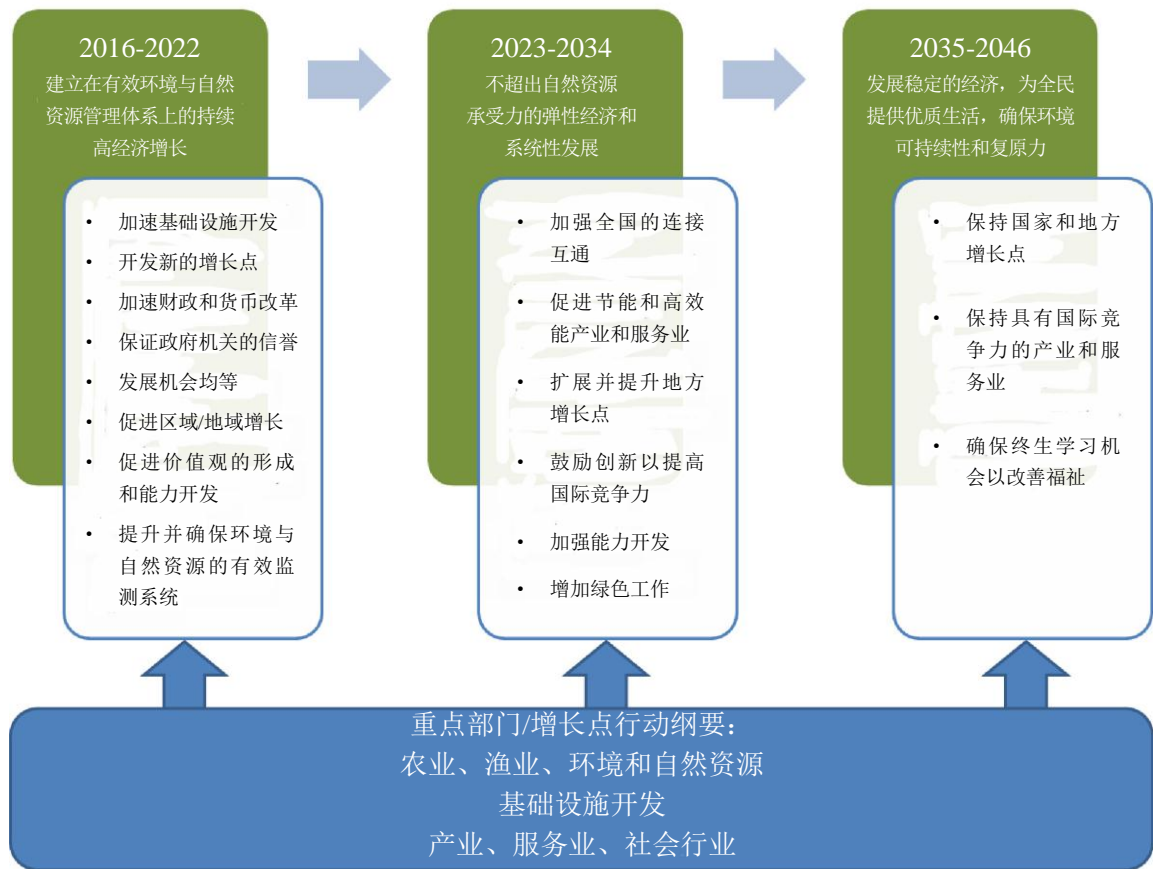 2016-2022
建立在有效环境与自然
资源管理体系上的持续
高经济增长
• 加速基础设施开发
• 开发新的增长点
• 加速财政和货币改革
• 保证政府机关的信誉
• 发展机会均等
• 促进区域/地域增长
• 促进价值观的形成
和能力开发
• 提升并确保环境与
自然资源的有效监
测系统
2023-2034
不超出自然资源
承受力的弹性经济和
系统性发展
• 加强全国的连接
互通
• 促进节能和高效
能产业和服务业
• 扩展并提升地方
增长点
• 鼓励创新以提高
国际竞争力
• 加强能力开发
• 增加绿色工作
2035-2046
发展稳定的经济，为全民
提供优质生活，确保环境
可持续性和复原力
• 保持国家和地方
增长点
• 保持具有国际竞
争力的产业和服
务业
• 确保终生学习机
会以改善福祉
重点部门/增长点行动纲要：
农业、渔业、环境和自然资源
基础设施开发
产业、服务业、社会行业